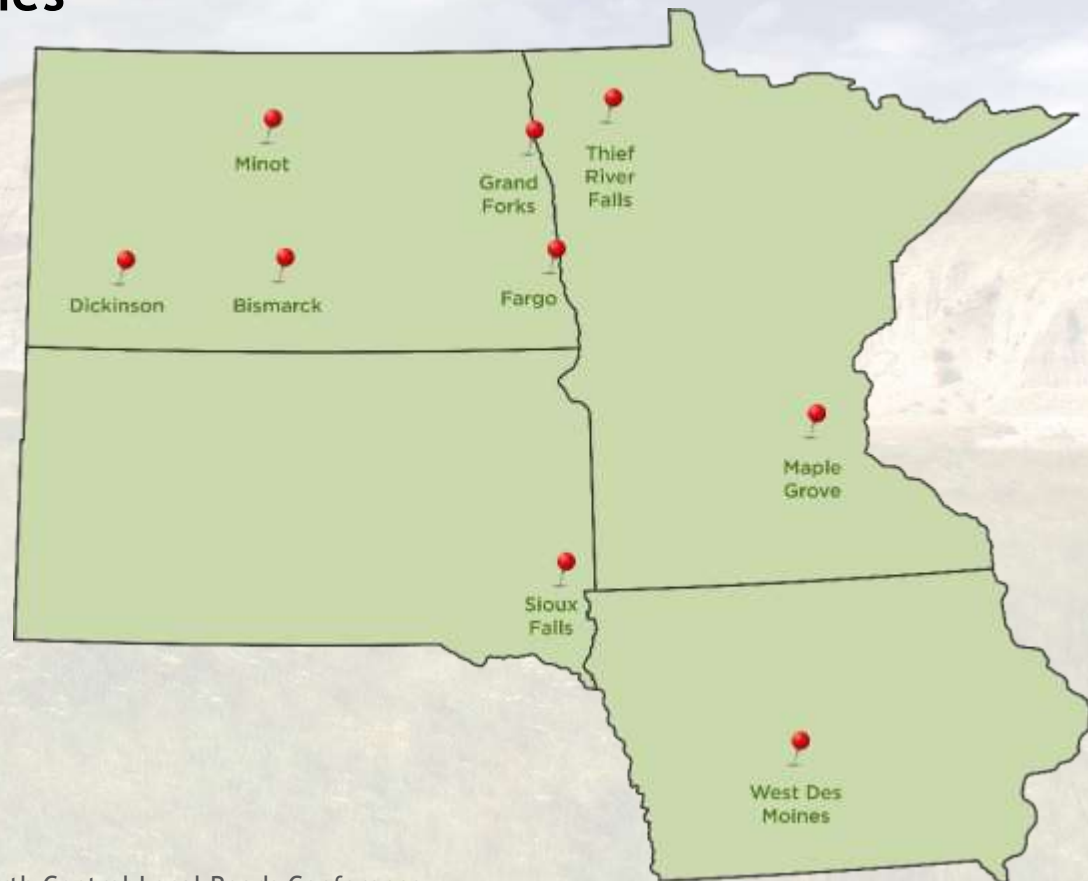 Minot
Grand
Forks
Thief
River
Falls
Dickinson
Bismarck
Fargo
Maple
Grove
Sioux
Falls
West Des
Moines